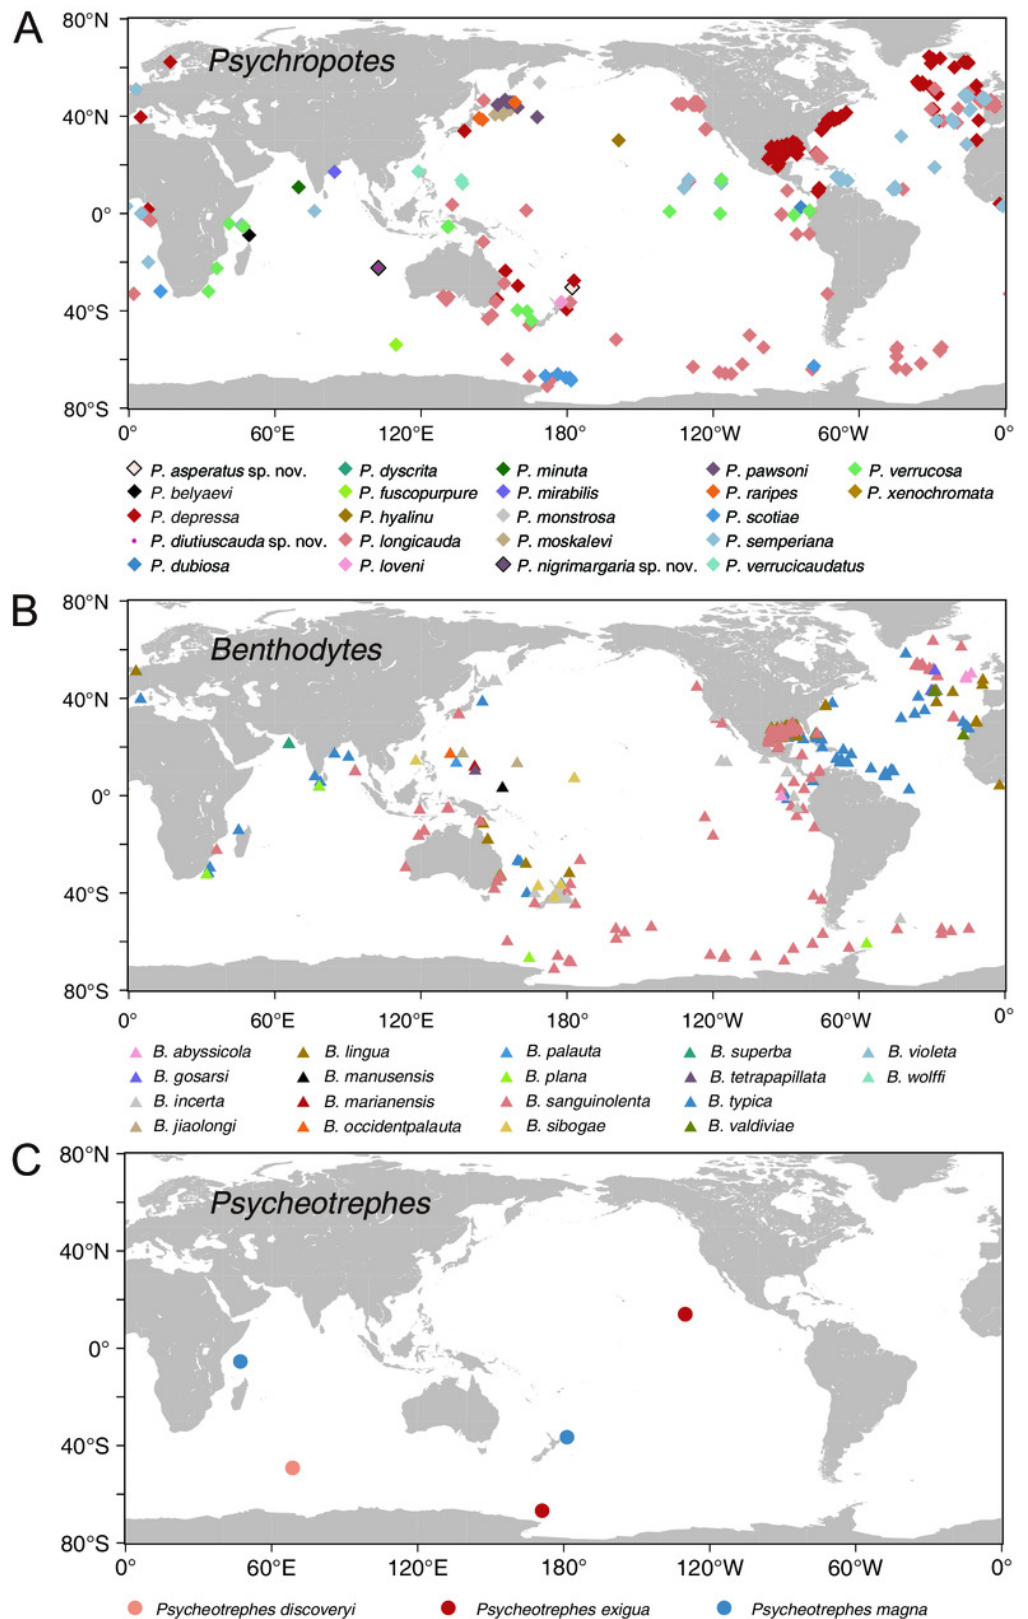 A
Psychropotes
80°N
40°N
0°
40°S
80°S
0° 60°E 120°E 180° 120°W 60°W 0°
P. asperatus sp. nov. P. dyscrita P. minuta P. pawsoni P. verrucosa
P. belyaevi P. fuscopurpure P. mirabilis P. raripes P. xenochromata
P. depressa P. hyalinu P. monstrosa P. scotiae
P. diutiuscauda sp. nov. P. longicauda P. moskalevi P. semperiana
P. dubiosa P. loveni P. nigrimargaria sp. nov. P. verrucicaudatus
B
Benthodytes
80°N
40°N
0°
40°S
80°S
0° 60°E 120°E 180° 120°W 60°W 0°
B. abyssicola B. lingua B. palauta B. superba B. violeta
B. gosarsi B. manusensis B. plana B. tetrapapillata B. wolffi
B. incerta B. marianensis B. sanguinolenta B. typica
B. jiaolongi B. occidentpalauta B. sibogae B. valdiviae
C
Psycheotrephes
80°N
40°N
0°
40°S
80°S
0° 60°E 120°E 180° 120°W 60°W 0°
Psycheotrephes discoveryi Psycheotrephes exigua Psycheotrephes magna